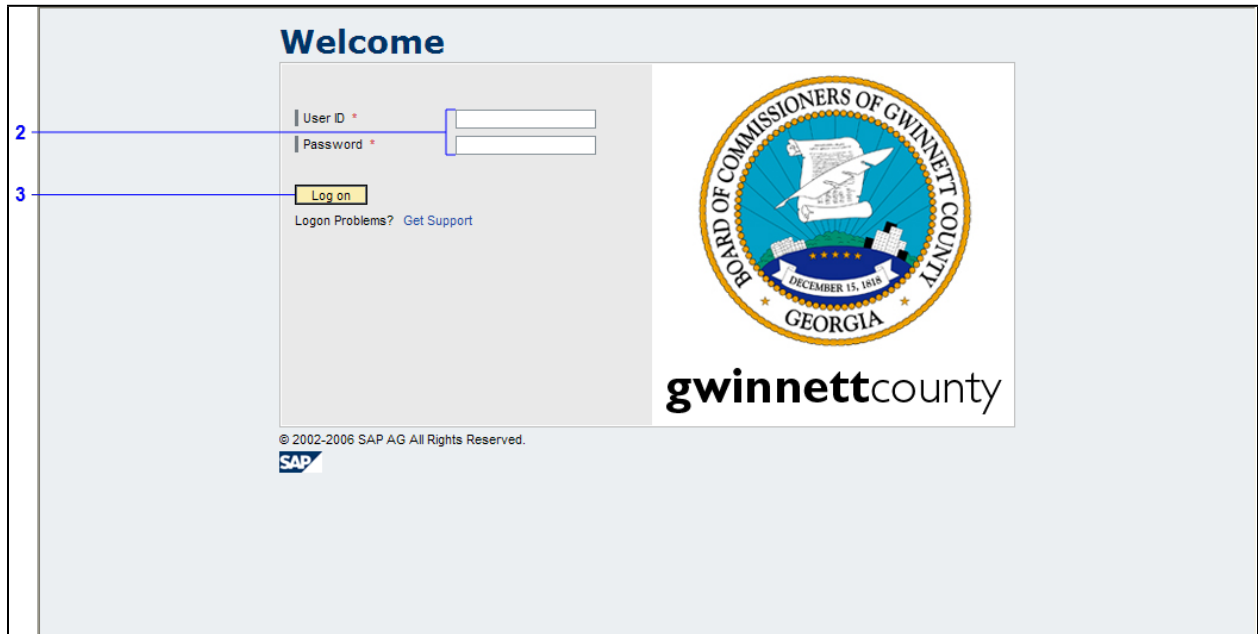 Welcome
2
User ID *
Password *
3
Log on
Logon Problems? Get Support
BOARD OF COMMISSIONERS OF GWINNETT COUNTY
DECEMBER 15, 1818
GEORGIA
gwinnettcounty
© 2002-2006 SAP AG All Rights Reserved.
SAP